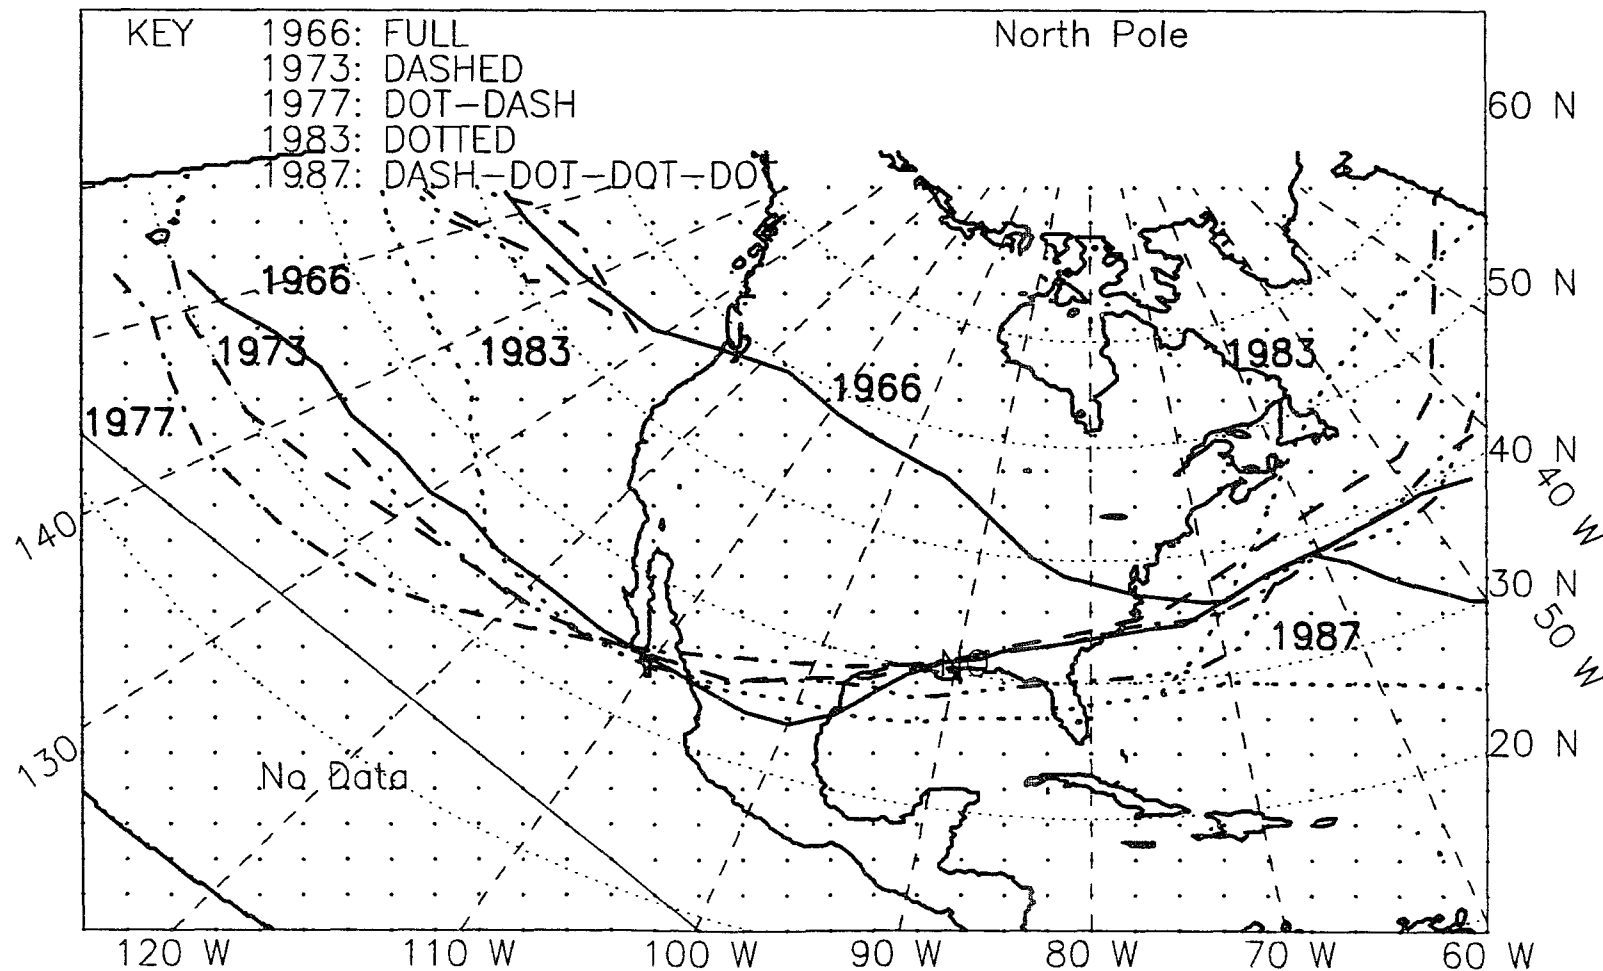 KEY 1966: FULL North Pole
1973: DASHED
1977: DOT-DASH
1983: DOTTED
1987: DASH-DOT-DOT-DOT
60 N
1966
50 N
1973 1983 1983
1966
1977
40 N
40 W
140
30 N
50 W
1987
130
20 N
No Data
120 W 110 W 100 W 90 W 80 W 70 W 60 W